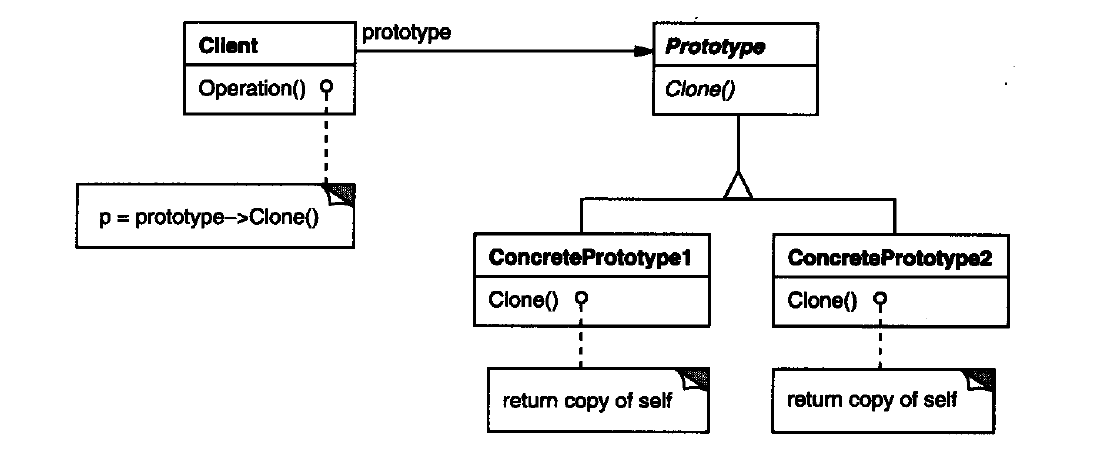 Client
prototype
Prototype
Operation()
Clone()
p = prototype->Clone()
ConcretePrototype1
ConcretePrototype2
Clone()
Clone()
return copy of self
return copy of self